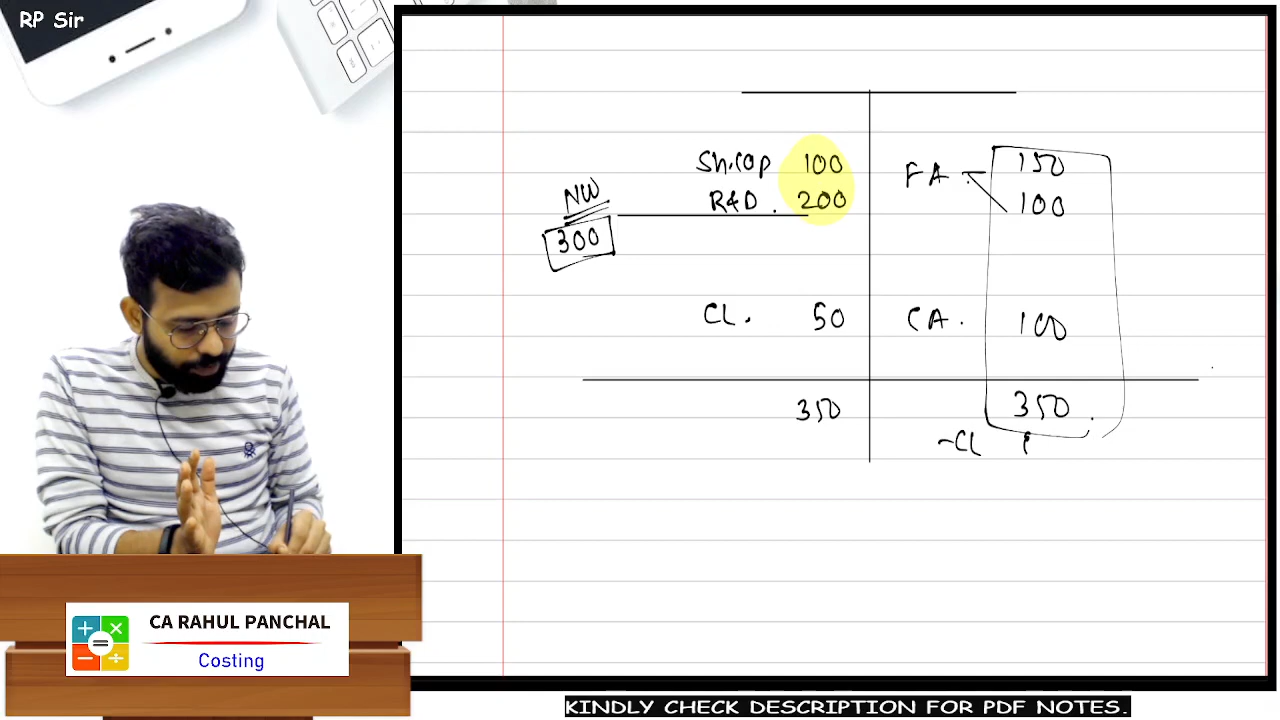 RP Sir
Sh.cap 100 FA 150
NW R&D. 200 100
300
CL. 50 CA. 100
350 350.
-CL
CA RAHUL PANCHAL
Costing
KINDLY CHECK DESCRIPTION FOR PDF NOTES.